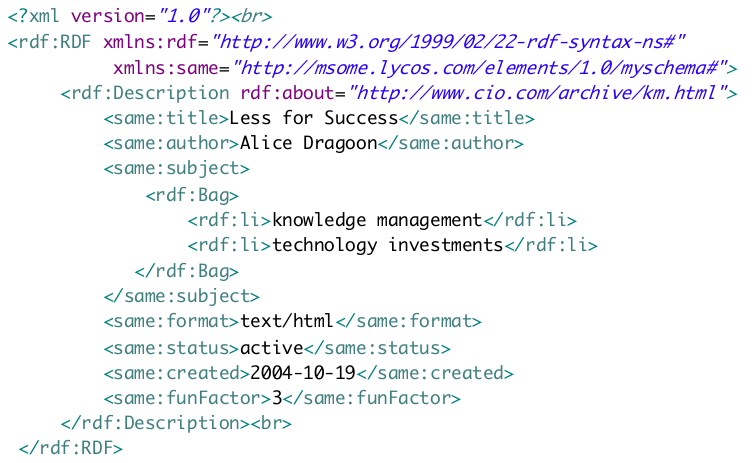 <?xml version="1.0"?><br>
<rdf:RDF xmlns:rdf="http://www.w3.org/1999/02/22-rdf-syntax-ns#"
xmlns:same="http://msome.lycos.com/elements/1.0/myschema#">
<rdf:Description rdf:about="http://www.cio.com/archive/km.html">
<same:title>Less for Success</same:title>
<same:author>Alice Dragoon</same:author>
<same:subject>
<rdf:Bag>
<rdf:li>knowledge management</rdf:li>
<rdf:li>technology investments</rdf:li>
</rdf:Bag>
</same:subject>
<same:format>text/html</same:format>
<same:status>active</same:status>
<same:created>2004-10-19</same:created>
<same:funFactor>3</same:funFactor>
</rdf:Description><br>
</rdf:RDF>